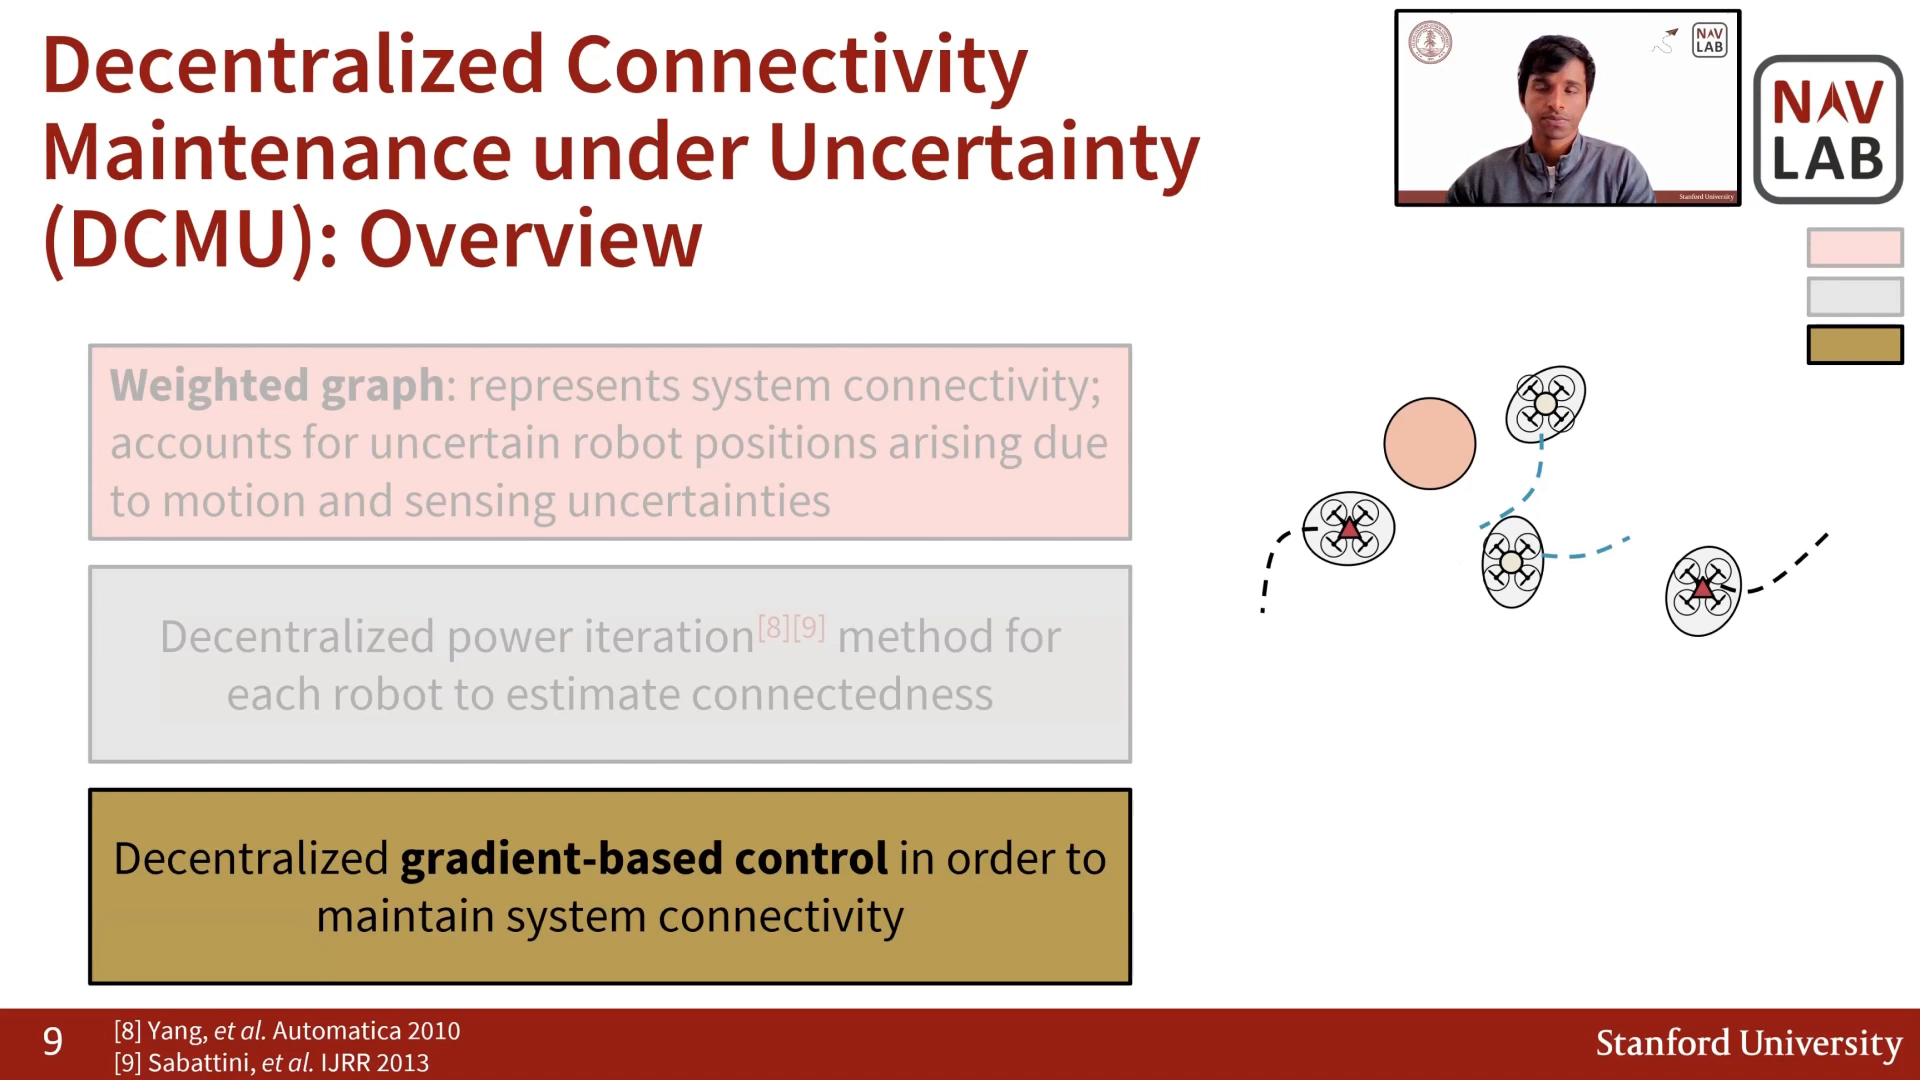 Decentralized Connectivity
Maintenance under Uncertainty
(DCMU): Overview
NAV
LAB
Stanford University
NAV
LAB
Weighted graph: represents system connectivity;
accounts for uncertain robot positions arising due
to motion and sensing uncertainties
Decentralized power iteration[8][9] method for
each robot to estimate connectedness
Decentralized gradient-based control in order to
maintain system connectivity
9
[8] Yang, et al. Automatica 2010
[9] Sabattini, et al. IJRR 2013
Stanford University